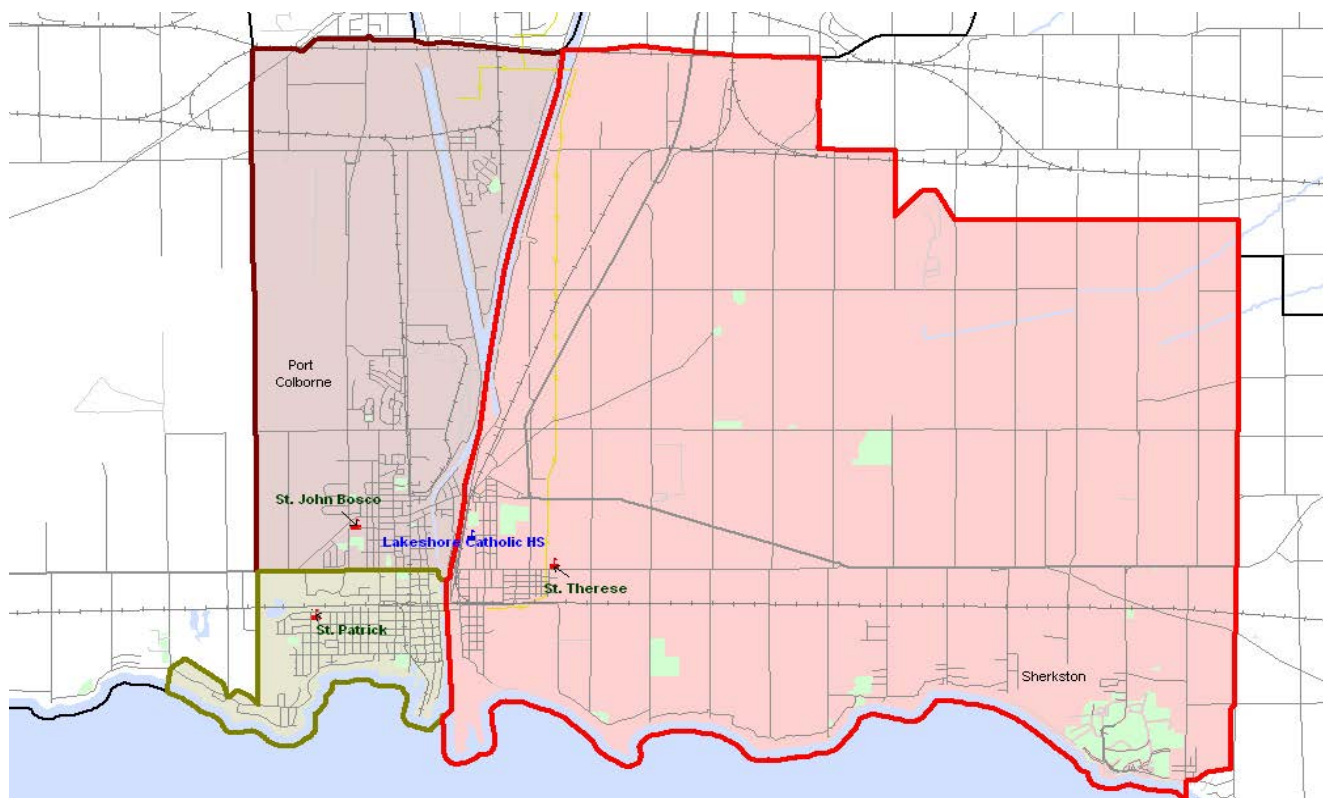 Port
Colborne
St. John Bosco
Lakeshore Catholic HS
St. Therese
St. Patrick
Sherkston